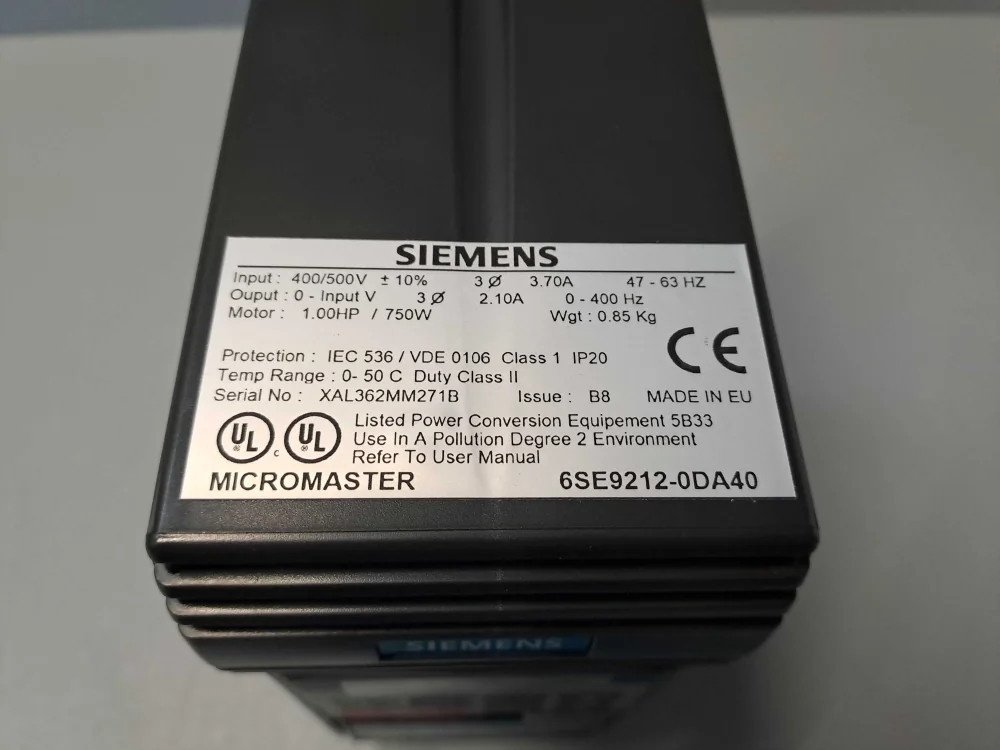 SIEMENS
Input : 400/500V ± 10% 3 Ø 3.70A 47 - 63 HZ
Ouput : 0 - Input V 3 Ø 2.10A 0 - 400 Hz
Motor : 1.00HP / 750W Wgt : 0.85 Kg
CE
Protection : IEC 536 / VDE 0106 Class 1 IP20
Temp Range : 0- 50 C Duty Class II
Serial No : XAL362MM271B Issue : B8 MADE IN EU
UL c UL Listed Power Conversion Equipement 5B33
Use In A Pollution Degree 2 Environment
Refer To User Manual
MICROMASTER 6SE9212-0DA40
SIEMENS